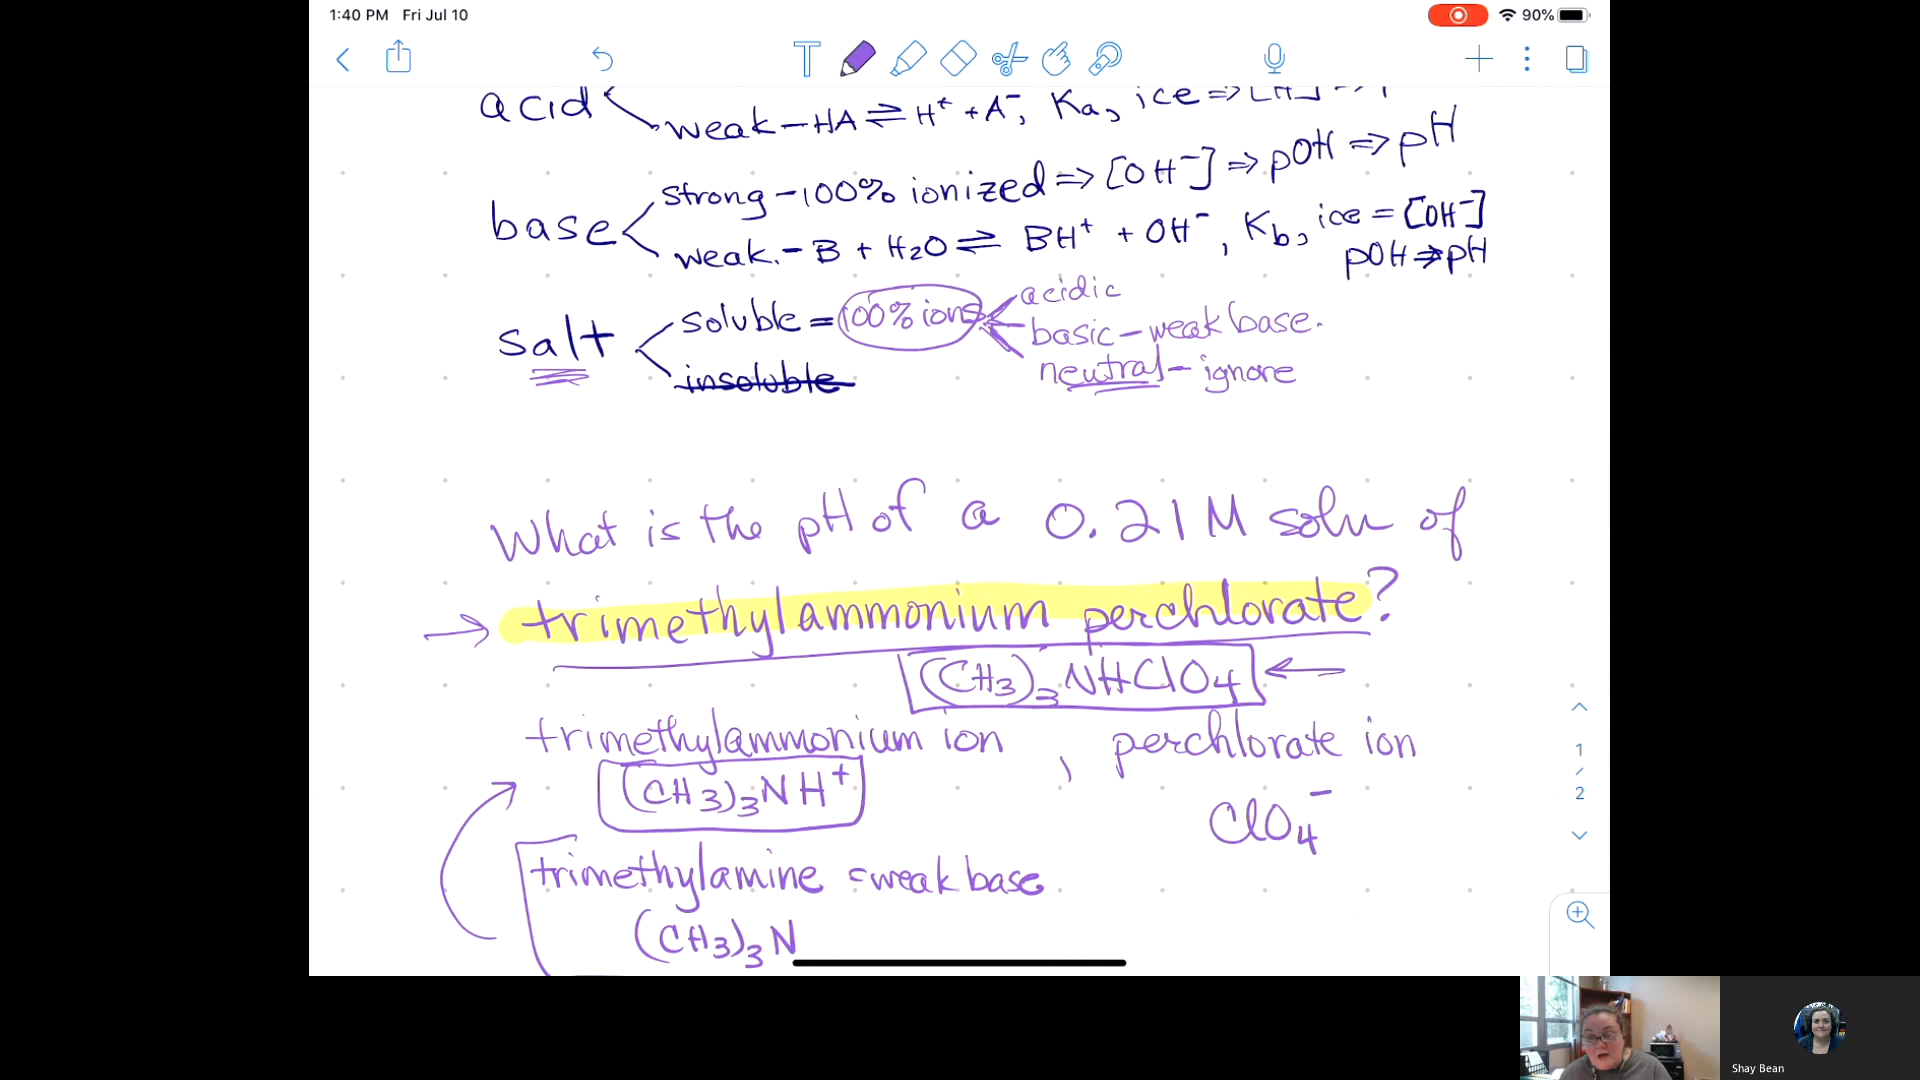 1:40 PM Fri Jul 10
90%
acid
weak - HA ⇌ H⁺ + A⁻, Ka, ice ⇒ [H⁺] ⇒
base
strong - 100% ionized ⇒ [OH⁻] ⇒ pOH ⇒ pH
weak. - B + H₂O ⇌ BH⁺ + OH⁻, Kb, ice = [OH⁻]
pOH ⇒ pH
salt
soluble = 100% ions
acidic
basic - weak base.
neutral - ignore
insoluble
What is the pH of a 0.21 M soln of
→ trimethylammonium perchlorate?
(CH3)3NHClO4 ←
trimethylammonium ion , perchlorate ion
(CH3)3NH⁺
ClO4⁻
trimethylamine = weak base
(CH3)3N
1
/
2
Shay Bean